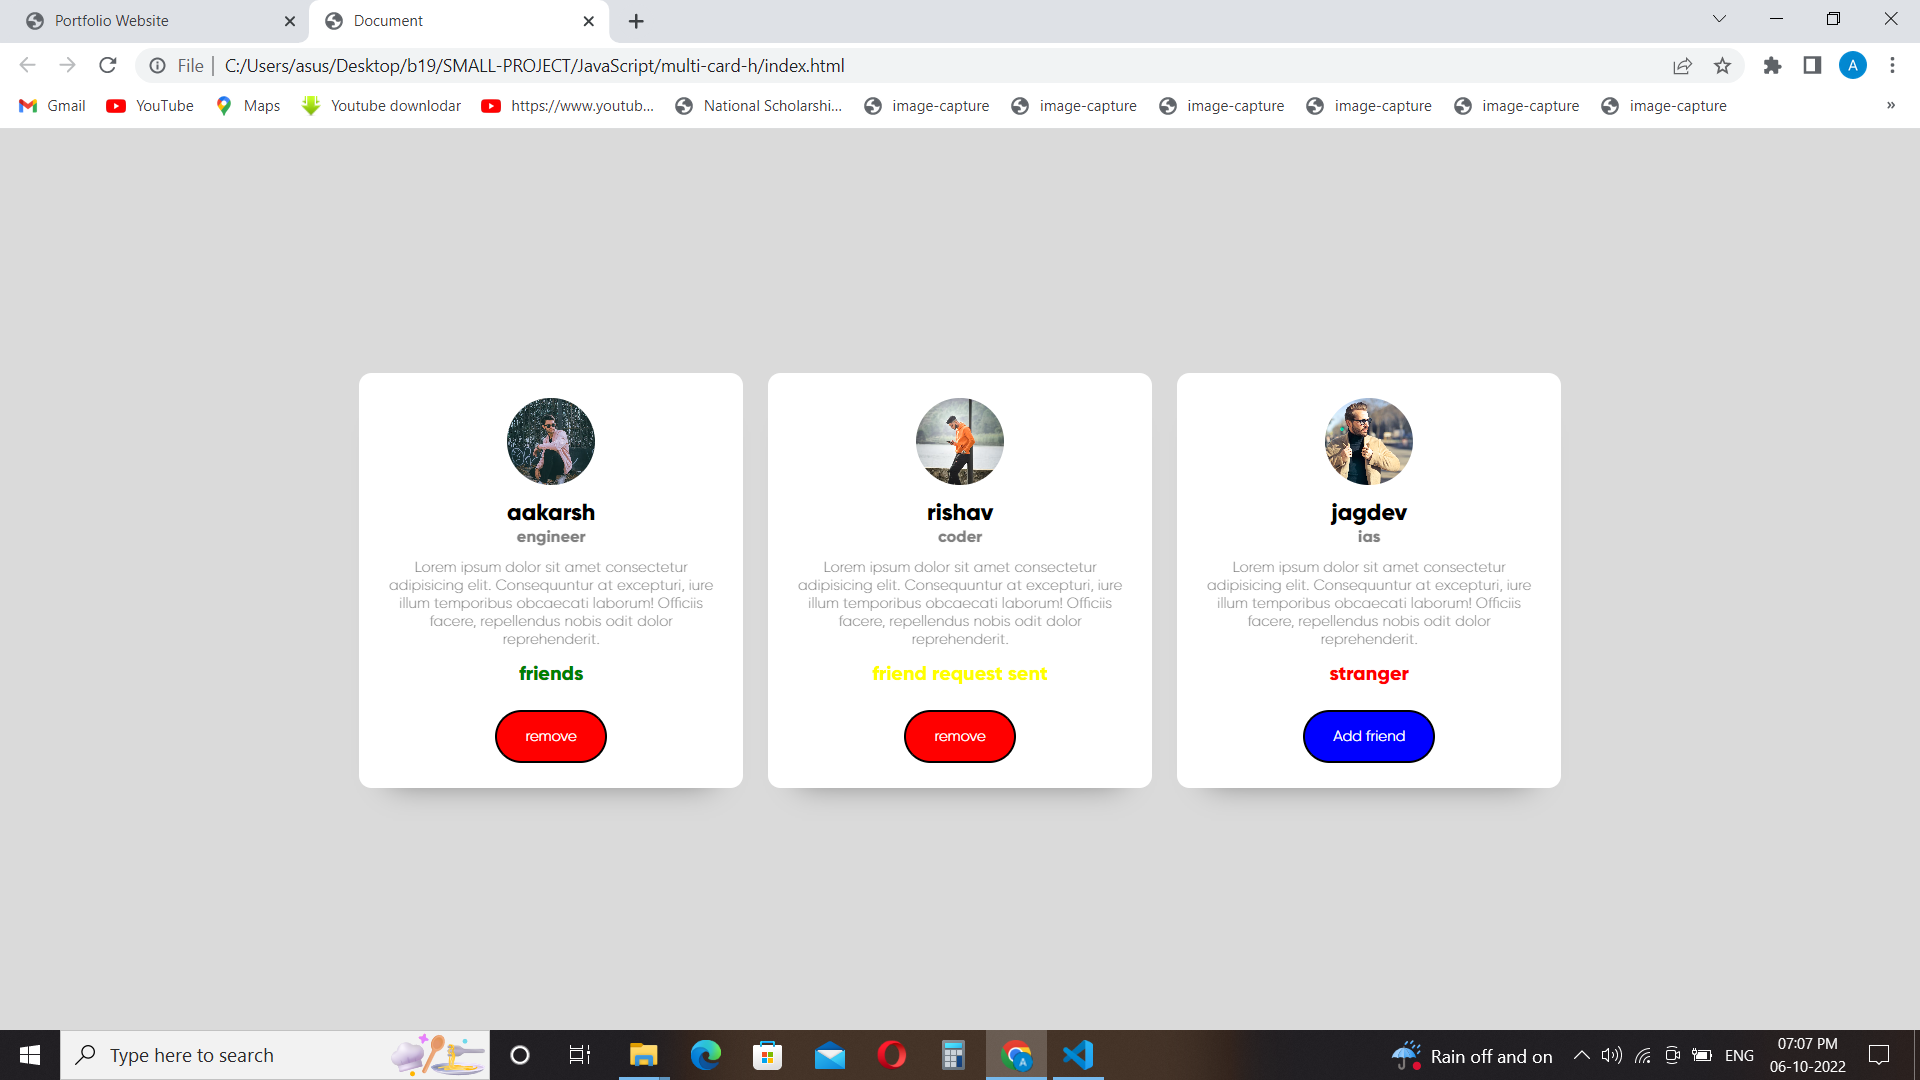 Portfolio Website
Document
File | C:/Users/asus/Desktop/b19/SMALL-PROJECT/JavaScript/multi-card-h/index.html
A
Gmail YouTube Maps Youtube downlodar https://www.youtub... National Scholarshi... image-capture image-capture image-capture image-capture image-capture image-capture »
aakarsh
engineer
Lorem ipsum dolor sit amet consectetur
adipisicing elit. Consequuntur at excepturi, iure
illum temporibus obcaecati laborum! Officiis
facere, repellendus nobis odit dolor
reprehenderit.
friends
remove
rishav
coder
Lorem ipsum dolor sit amet consectetur
adipisicing elit. Consequuntur at excepturi, iure
illum temporibus obcaecati laborum! Officiis
facere, repellendus nobis odit dolor
reprehenderit.
friend request sent
remove
jagdev
ias
Lorem ipsum dolor sit amet consectetur
adipisicing elit. Consequuntur at excepturi, iure
illum temporibus obcaecati laborum! Officiis
facere, repellendus nobis odit dolor
reprehenderit.
stranger
Add friend
Type here to search
A
Rain off and on
ENG
07:07 PM
06-10-2022